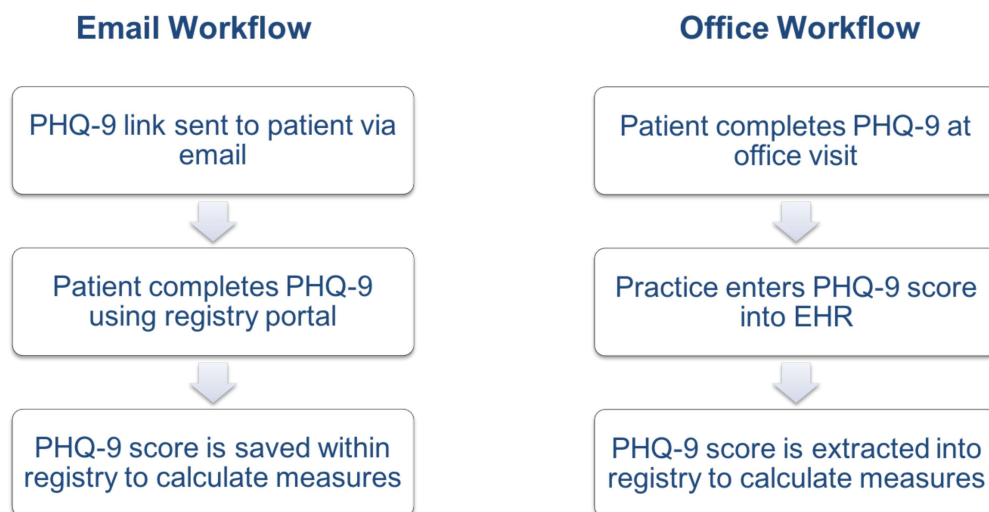 Email Workflow
PHQ-9 link sent to patient via
email
Patient completes PHQ-9
using registry portal
PHQ-9 score is saved within
registry to calculate measures
Office Workflow
Patient completes PHQ-9 at
office visit
Practice enters PHQ-9 score
into EHR
PHQ-9 score is extracted into
registry to calculate measures